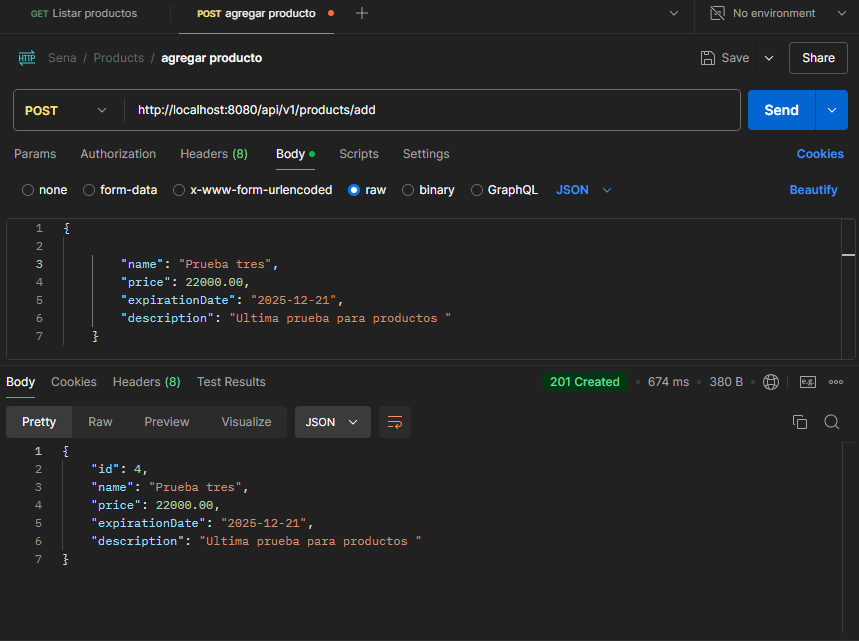 GET Listar productos POST agregar producto No environment
HTTP Sena / Products / agregar producto Save Share
POST http://localhost:8080/api/v1/products/add Send
Params Authorization Headers (8) Body Scripts Settings Cookies
none form-data x-www-form-urlencoded raw binary GraphQL JSON Beautify
1 {
2
3 "name": "Prueba tres",
4 "price": 22000.00,
5 "expirationDate": "2025-12-21",
6 "description": "Ultima prueba para productos "
7 }
Body Cookies Headers (8) Test Results 201 Created 674 ms 380 B e.g.
Pretty Raw Preview Visualize JSON
1 {
2 "id": 4,
3 "name": "Prueba tres",
4 "price": 22000.00,
5 "expirationDate": "2025-12-21",
6 "description": "Ultima prueba para productos "
7 }